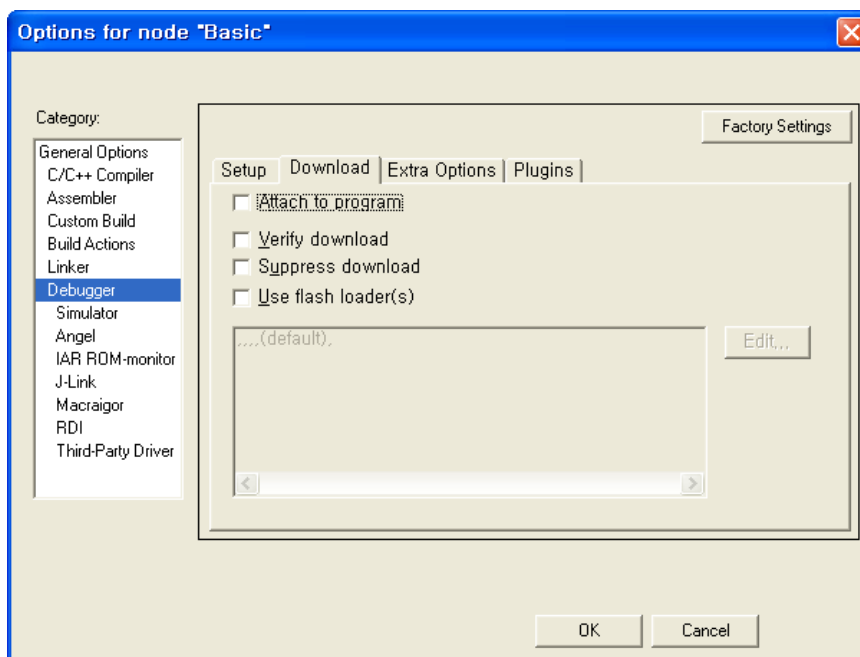 Options for node "Basic"
Category:
Factory Settings
General Options
C/C++ Compiler
Assembler
Custom Build
Build Actions
Linker
Debugger
Simulator
Angel
IAR ROM-monitor
J-Link
Macraigor
RDI
Third-Party Driver
Setup Download Extra Options Plugins
Attach to program
Verify download
Suppress download
Use flash loader(s)
,,,,(default),
Edit...
OK Cancel